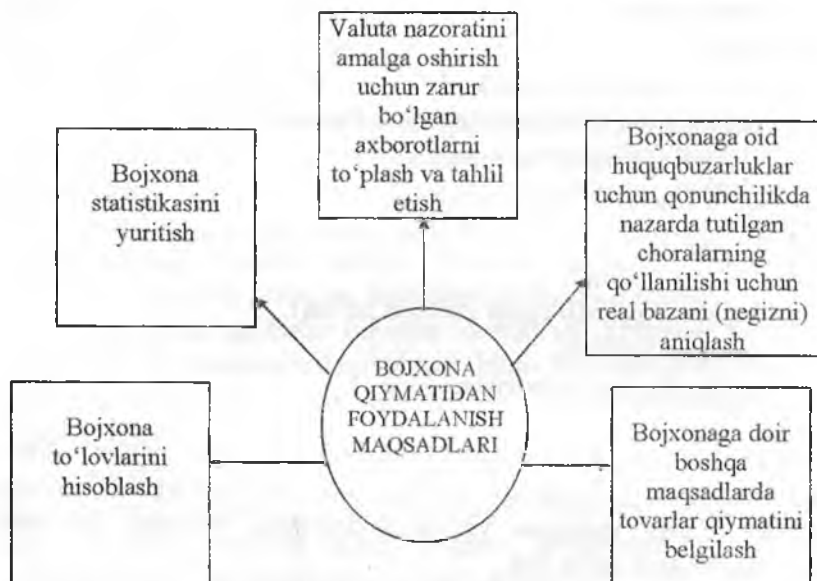 Valuta nazoratini
amalga oshirish
uchun zarur
bo‘lgan
axborotlarni
to‘plash va tahlil
etish
Bojxona
statistikasini
yuritish
Bojxonaga oid
huquqbuzarluklar
uchun qonunchilikda
nazarda tutilgan
choralarning
qo‘llanilishi uchun
real bazani (negizni)
aniqlash
BOJXONA
QIYMATIDAN
FOYDALANISH
MAQSADLARI
Bojxona
to‘lovlarini
hisoblash
Bojxonaga doir
boshqa
maqsadlarda
tovarlar qiymatini
belgilash